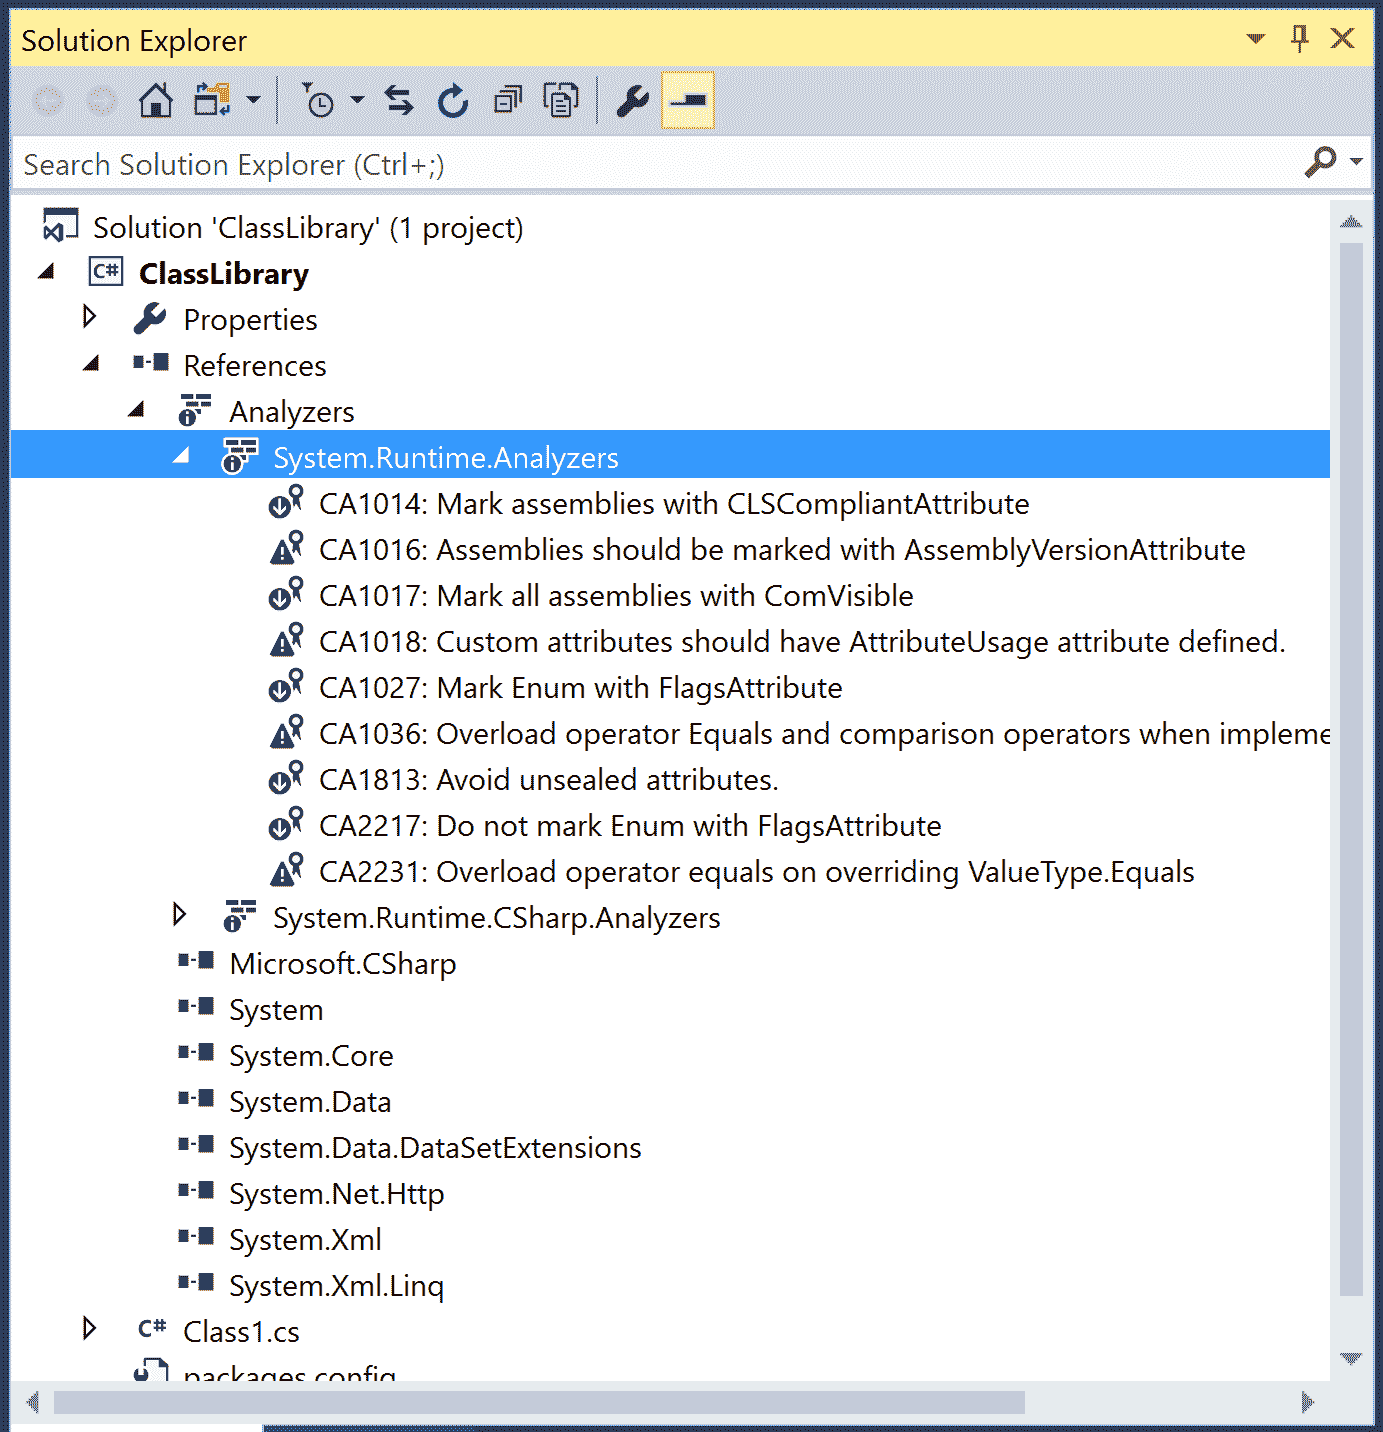 Solution Explorer
Search Solution Explorer (Ctrl+;)
Solution 'ClassLibrary' (1 project)
C# ClassLibrary
Properties
References
Analyzers
System.Runtime.Analyzers
CA1014: Mark assemblies with CLSCompliantAttribute
CA1016: Assemblies should be marked with AssemblyVersionAttribute
CA1017: Mark all assemblies with ComVisible
CA1018: Custom attributes should have AttributeUsage attribute defined.
CA1027: Mark Enum with FlagsAttribute
CA1036: Overload operator Equals and comparison operators when impleme
CA1813: Avoid unsealed attributes.
CA2217: Do not mark Enum with FlagsAttribute
CA2231: Overload operator equals on overriding ValueType.Equals
System.Runtime.CSharp.Analyzers
Microsoft.CSharp
System
System.Core
System.Data
System.Data.DataSetExtensions
System.Net.Http
System.Xml
System.Xml.Linq
C# Class1.cs
packages.config